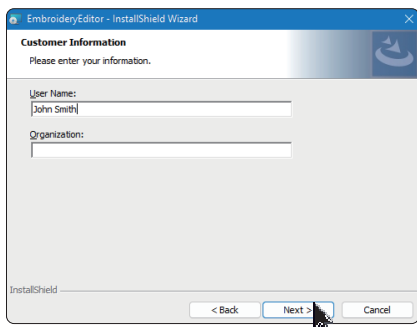 EmbroideryEditor - InstallShield Wizard
Customer Information
Please enter your information.
User Name:
John Smith
Organization:
InstallShield
< Back Next > Cancel